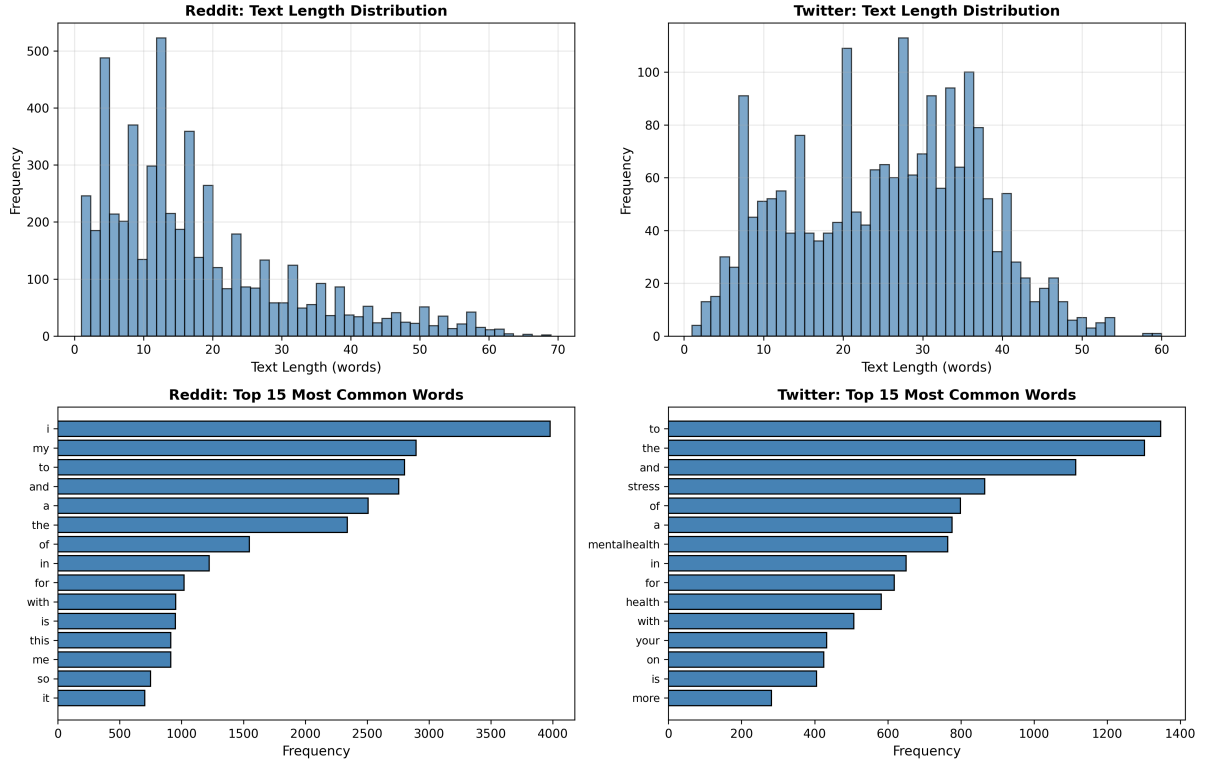 Reddit: Text Length Distribution
Frequency
500
400
300
200
100
0
0 10 20 30 40 50 60 70
Text Length (words)
Twitter: Text Length Distribution
Frequency
100
80
60
40
20
0
0 10 20 30 40 50 60
Text Length (words)
Reddit: Top 15 Most Common Words
i
my
to
and
a
the
of
in
for
with
is
this
me
so
it
0 500 1000 1500 2000 2500 3000 3500 4000
Frequency
Twitter: Top 15 Most Common Words
to
the
and
stress
of
a
mentalhealth
in
for
health
with
your
on
is
more
0 200 400 600 800 1000 1200 1400
Frequency